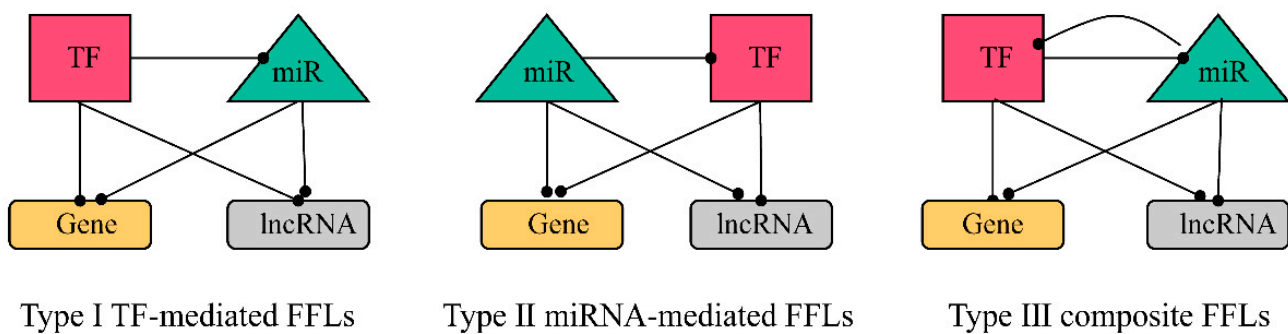 TF
miR
Gene
lncRNA
Type I TF-mediated FFLs
miR
TF
Gene
lncRNA
Type II miRNA-mediated FFLs
TF
miR
Gene
lncRNA
Type III composite FFLs